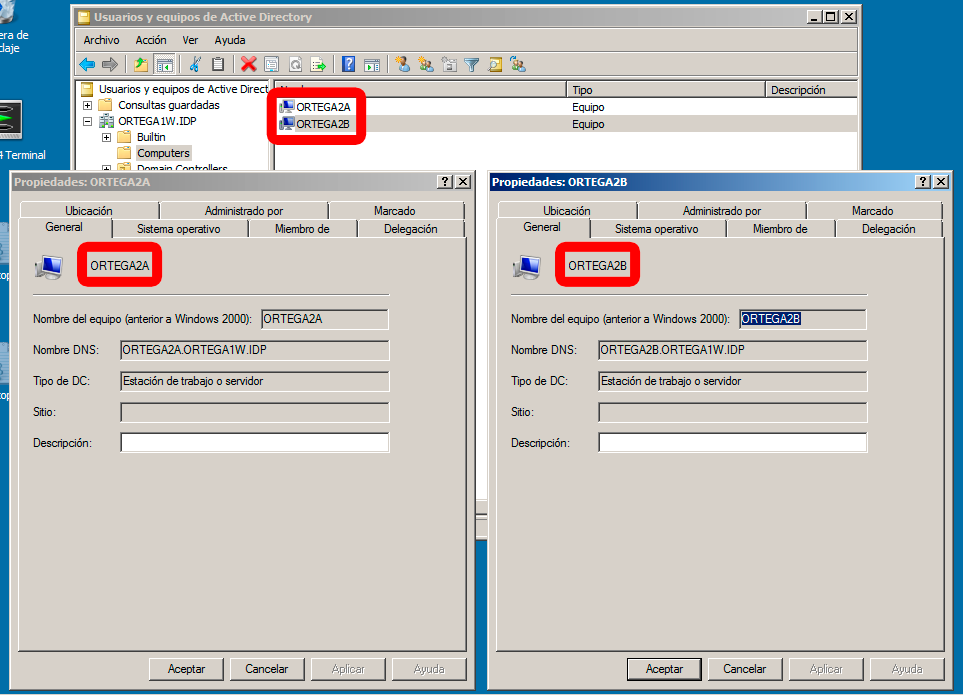 Usuarios y equipos de Active Directory
Archivo Acción Ver Ayuda
Usuarios y equipos de Active Direct
Consultas guardadas
ORTEGA1W.IDP
Builtin
Computers
Domain Controllers
Tipo Descripción
ORTEGA2A Equipo
ORTEGA2B Equipo
era de
daje
Terminal
Propiedades: ORTEGA2A
Ubicación Administrado por Marcado
General Sistema operativo Miembro de Delegación
ORTEGA2A
Nombre del equipo (anterior a Windows 2000): ORTEGA2A
Nombre DNS: ORTEGA2A.ORTEGA1W.IDP
Tipo de DC: Estación de trabajo o servidor
Sitio:
Descripción:
Aceptar Cancelar Aplicar Ayuda
Propiedades: ORTEGA2B
Ubicación Administrado por Marcado
General Sistema operativo Miembro de Delegación
ORTEGA2B
Nombre del equipo (anterior a Windows 2000): ORTEGA2B
Nombre DNS: ORTEGA2B.ORTEGA1W.IDP
Tipo de DC: Estación de trabajo o servidor
Sitio:
Descripción:
Aceptar Cancelar Aplicar Ayuda